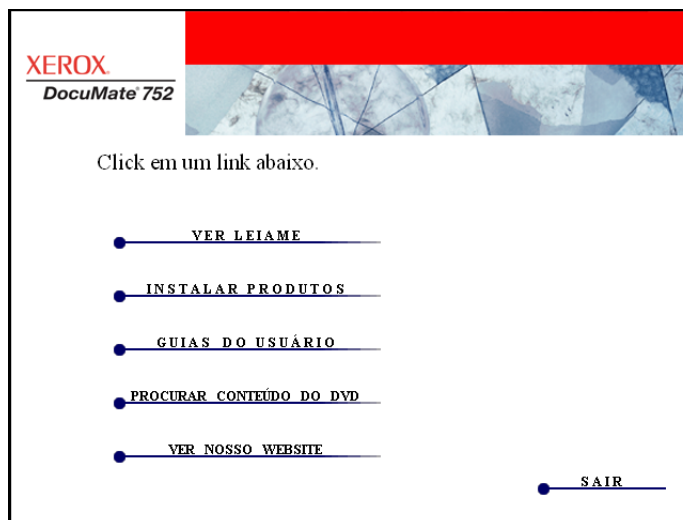 XEROX.
DocuMate® 752
Click em um link abaixo.
VER LEIAME
INSTALAR PRODUTOS
GUIAS DO USUÁRIO
PROCURAR CONTEÚDO DO DVD
VER NOSSO WEBSITE
SAIR